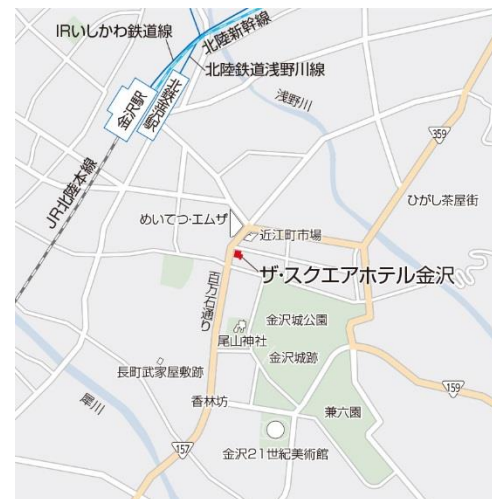 IRいしかわ鉄道線
北陸新幹線
北陸鉄道浅野川線
金沢駅
北鉄金沢駅
浅野川
359
JR北陸本線
ひがし茶屋街
めいてつ・エムザ
近江町市場
ザ・スクエアホテル金沢
百万石通り
金沢城公園
尾山神社
金沢城跡
長町武家屋敷跡
159
犀川
香林坊
兼六園
157
金沢21世紀美術館